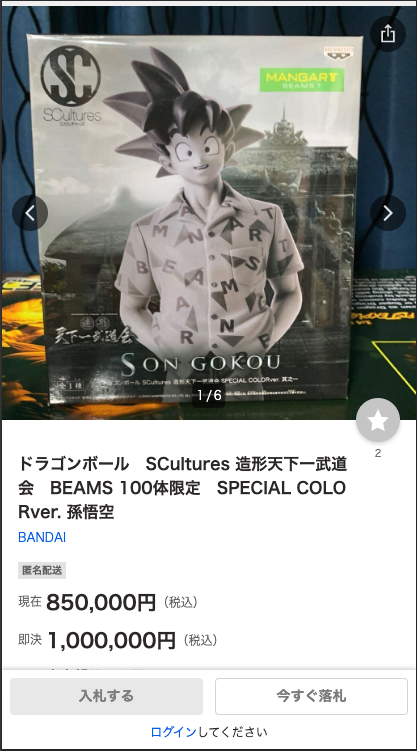 SC
SCultures
MANGART
BEAMS T
MANGART
BEAMS
天下一武道会
SON GOKOU
全1種
ドラゴンボール SCultures 造形天下一武道会 SPECIAL COLORver. 其之一
1/6
2
ドラゴンボール　SCultures 造形天下一武道
会　BEAMS 100体限定　SPECIAL COLO
Rver. 孫悟空
BANDAI
匿名配送
現在 850,000円（税込）
即決 1,000,000円（税込）
入札する
今すぐ落札
ログインしてください